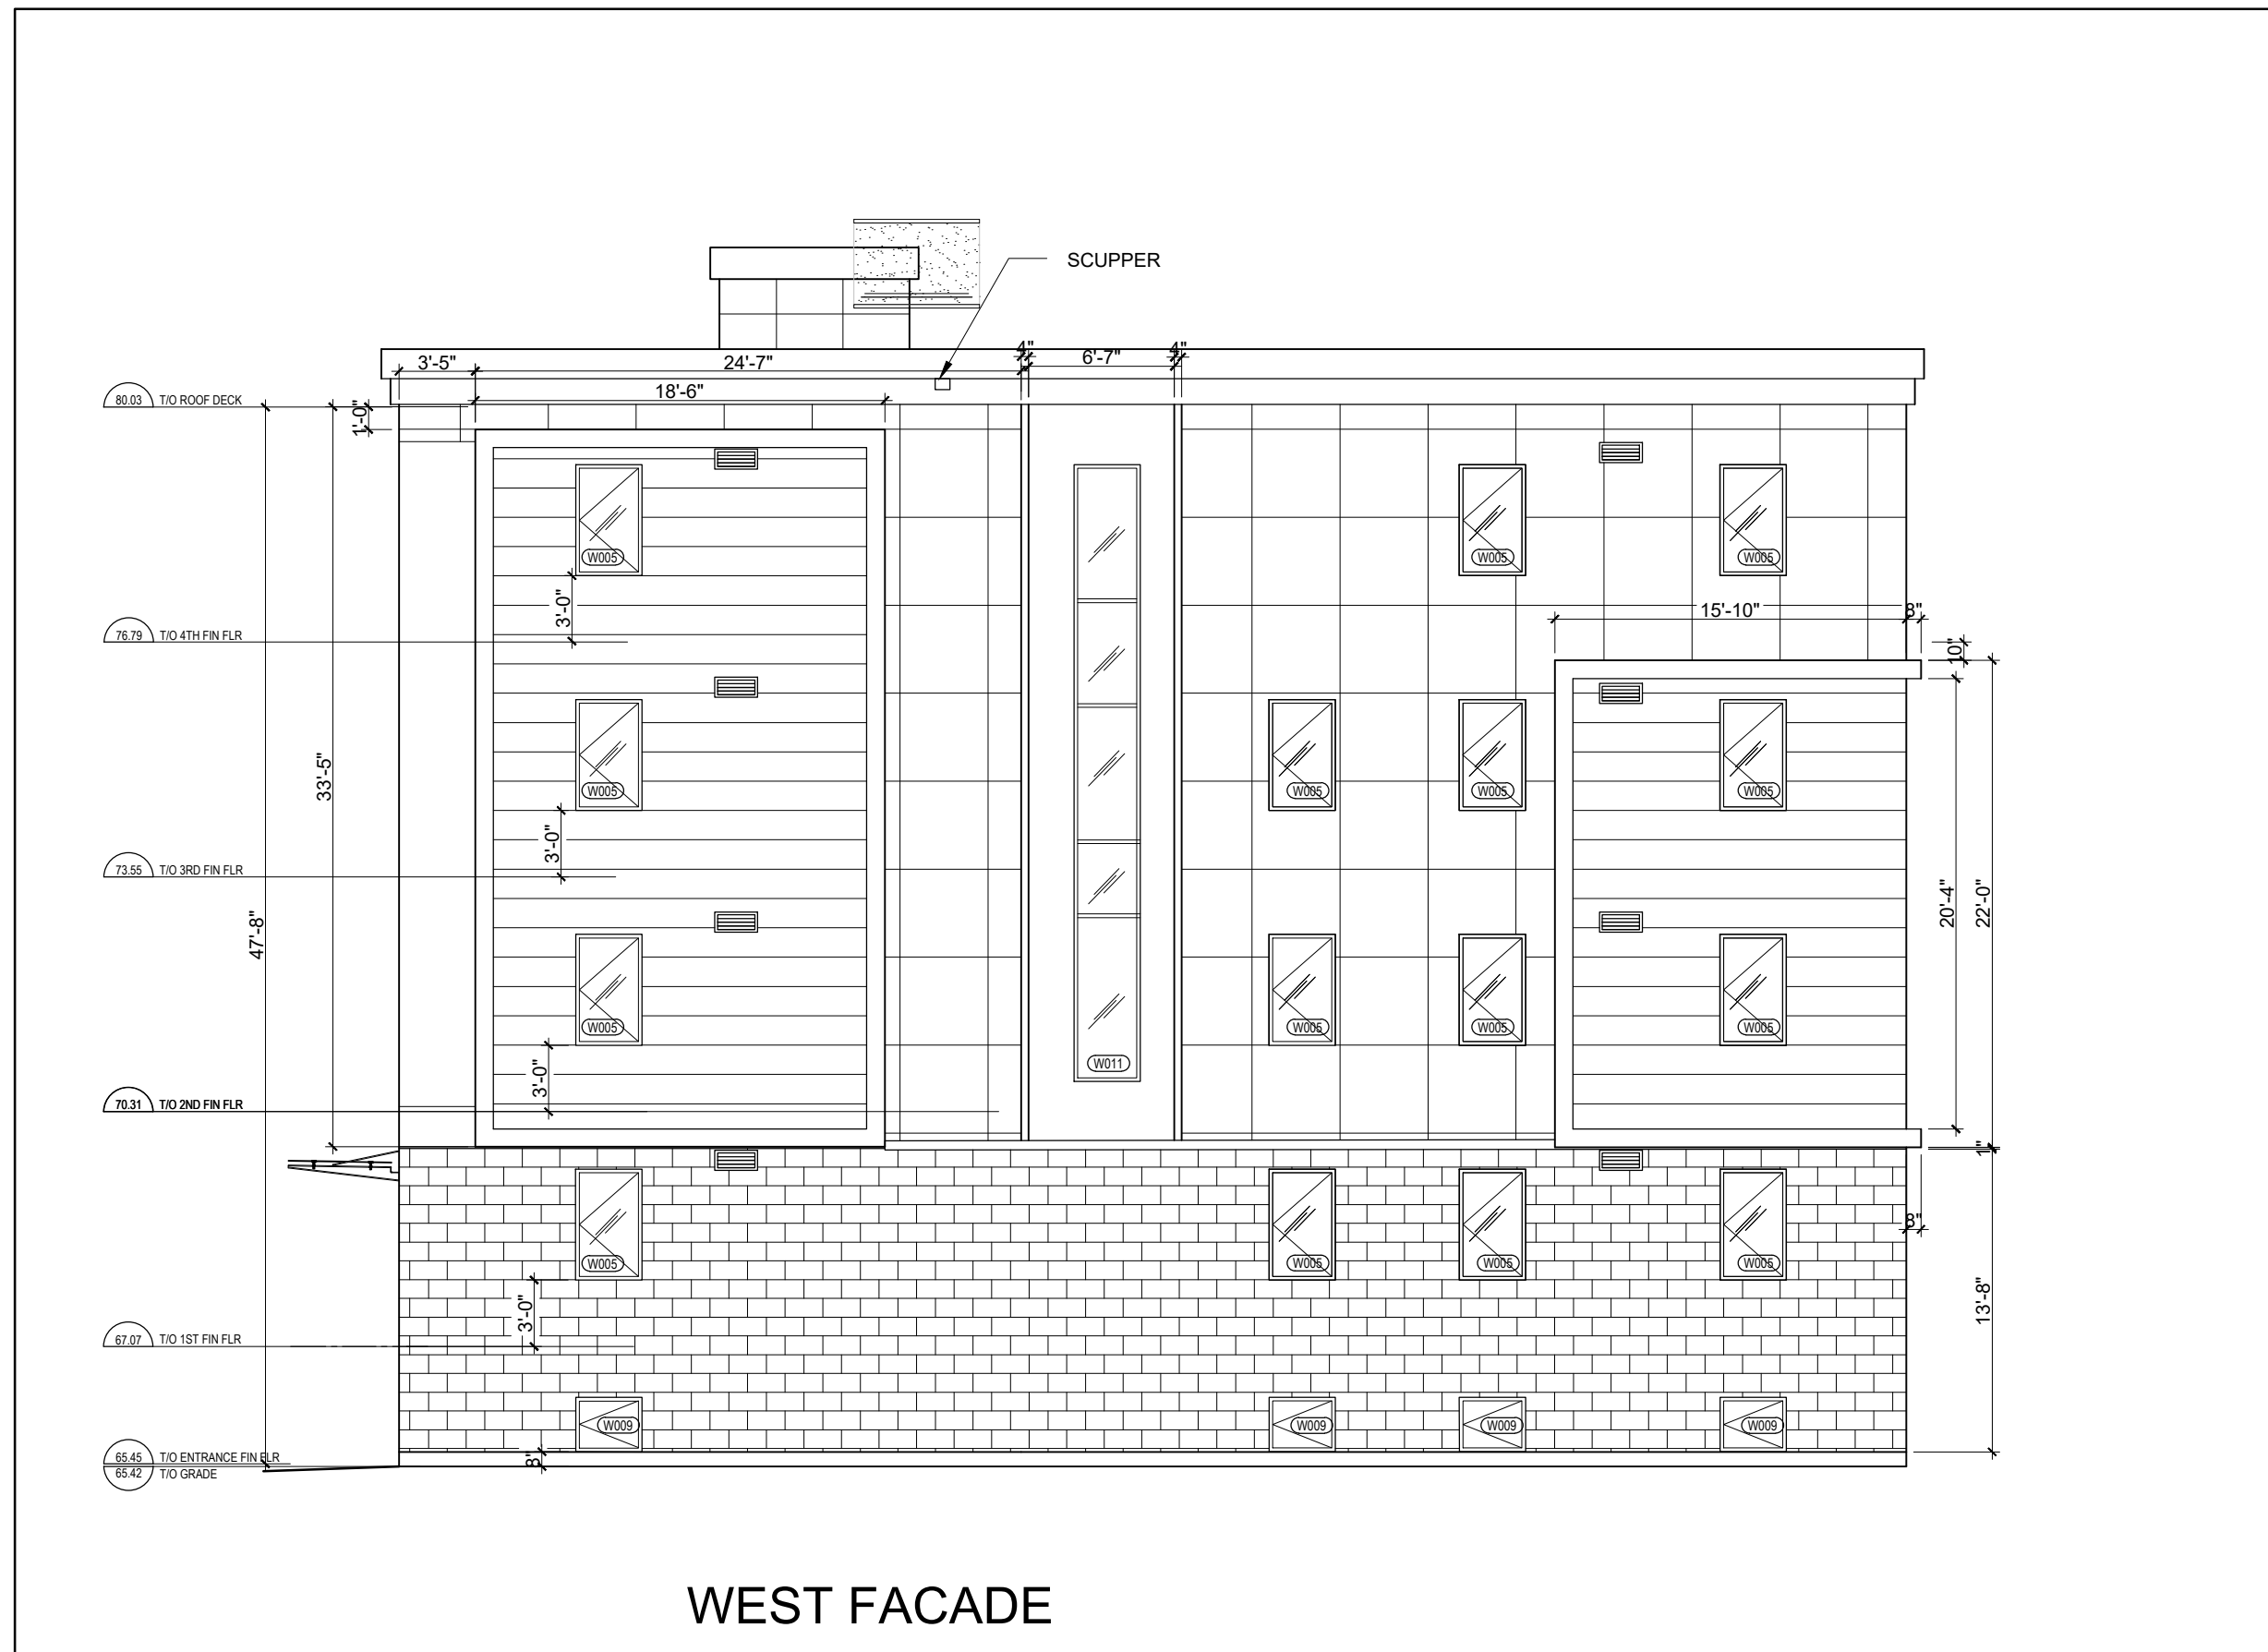 SCUPPER
4"
4"
3'-5"
24'-7"
6'-7"
18'-6"
80.03 T/O ROOF DECK
1'-0"
W005
W005
W005
3'-0"
15'-10"
8"
76.79 T/O 4TH FIN FLR
10"
33'-5"
W005
W005
W005
W005
3'-0"
73.55 T/O 3RD FIN FLR
47'-8"
20'-4"
22'-0"
W005
W005
W005
W005
W011
3'-0"
70.31 T/O 2ND FIN FLR
1"
8"
W005
W005
W005
W005
3'-0"
13'-8"
67.07 T/O 1ST FIN FLR
W009
W009
W009
W009
65.45 T/O ENTRANCE FIN FLR
8"
65.42 T/O GRADE
WEST FACADE